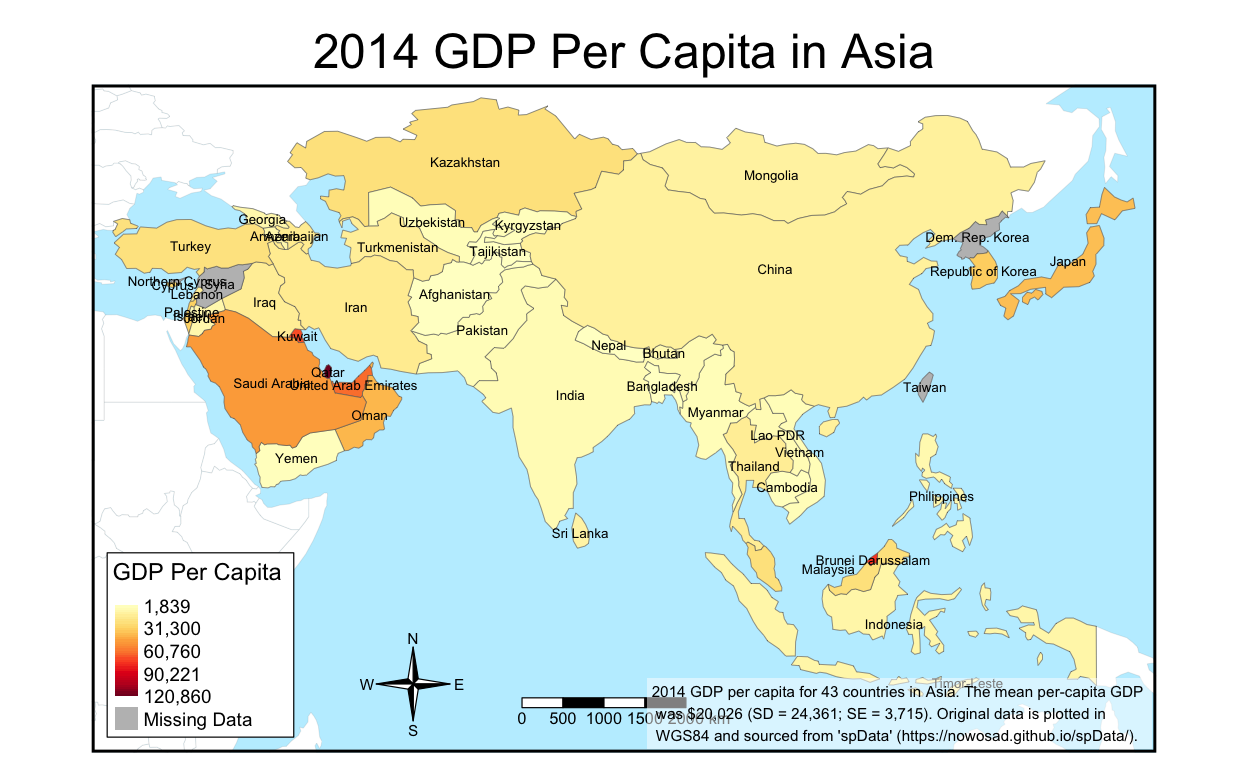 2014 GDP Per Capita in Asia
Kazakhstan
Mongolia
Georgia
Uzbekistan
Kyrgyzstan
Armenia
Azerbaijan
Turkey
Turkmenistan
Tajikistan
Dem. Rep. Korea
Japan
China
Republic of Korea
Northern Cyprus
Cyprus
Syria
Lebanon
Iraq
Iran
Afghanistan
Palestine
Israel
Jordan
Kuwait
Pakistan
Nepal
Bhutan
Qatar
Saudi Arabia
United Arab Emirates
Bangladesh
Taiwan
India
Oman
Myanmar
Lao PDR
Yemen
Vietnam
Thailand
Cambodia
Philippines
Sri Lanka
Brunei Darussalam
Malaysia
Indonesia
Timor-Leste
GDP Per Capita
1,839
31,300
60,760
90,221
120,860
Missing Data
N
W
E
S
0 500 1000 1500 2000 km
2014 GDP per capita for 43 countries in Asia. The mean per-capita GDP
was $20,026 (SD = 24,361; SE = 3,715). Original data is plotted in
WGS84 and sourced from 'spData' (https://nowosad.github.io/spData/).